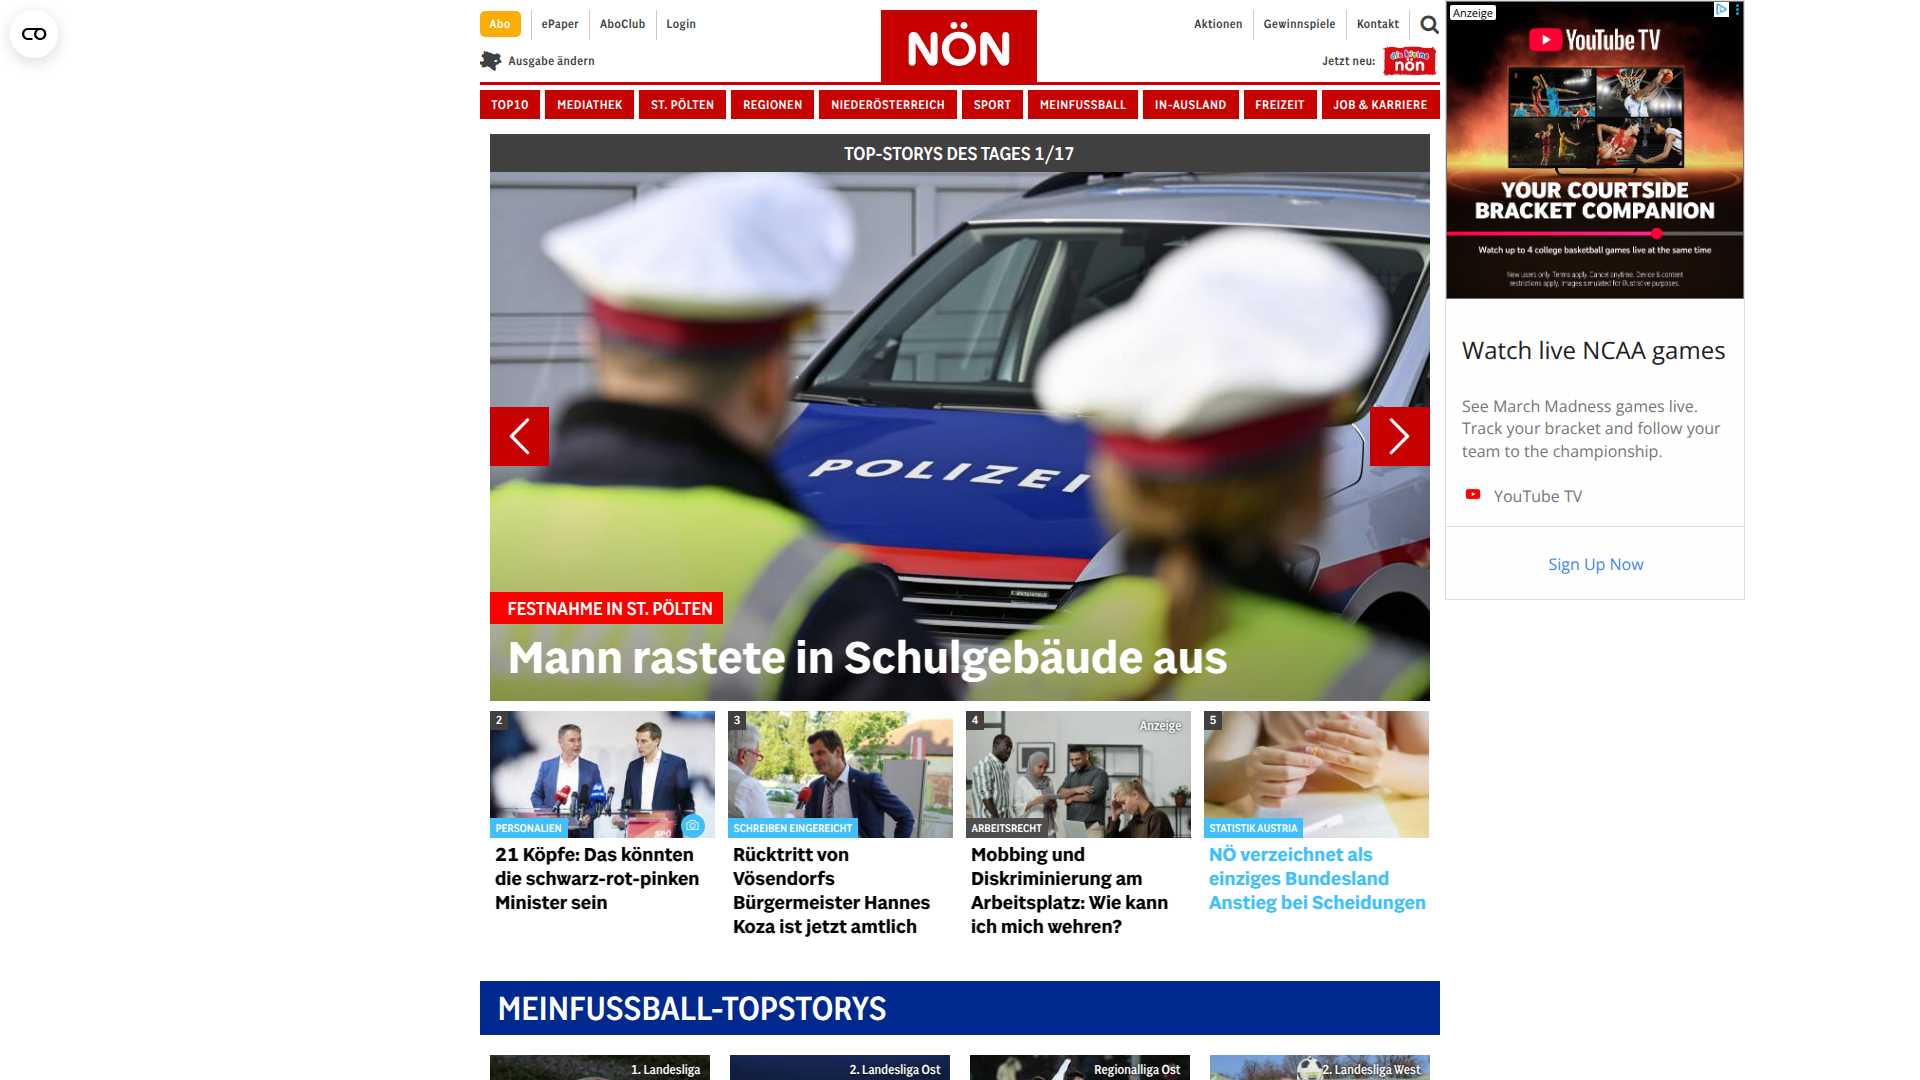 Abo
ePaper
AboClub
Login
NÖN
Aktionen
Gewinnspiele
Kontakt
Ausgabe ändern
Jetzt neu:
die kleine
nön
TOP10
MEDIATHEK
ST. PÖLTEN
REGIONEN
NIEDERÖSTERREICH
SPORT
MEINFUSSBALL
IN-AUSLAND
FREIZEIT
JOB & KARRIERE
TOP-STORYS DES TAGES 1/17
POLIZEI
FESTNAHME IN ST. PÖLTEN
Mann rastete in Schulgebäude aus
2
PERSONALIEN
SPÖ
21 Köpfe: Das könnten
die schwarz-rot-pinken
Minister sein
3
SCHREIBEN EINGEREICHT
Rücktritt von
Vösendorfs
Bürgermeister Hannes
Koza ist jetzt amtlich
4
Anzeige
ARBEITSRECHT
Mobbing und
Diskriminierung am
Arbeitsplatz: Wie kann
ich mich wehren?
5
STATISTIK AUSTRIA
NÖ verzeichnet als
einziges Bundesland
Anstieg bei Scheidungen
MEINFUSSBALL-TOPSTORYS
1. Landesliga
2. Landesliga Ost
Regionalliga Ost
2. Landesliga West
Anzeige
YouTube TV
YOUR COURTSIDE
BRACKET COMPANION
Watch up to 4 college basketball games live at the same time
New users only. Terms apply. Cancel anytime. Device & content
restrictions apply. Images simulated for illustrative purposes.
Watch live NCAA games
See March Madness games live.
Track your bracket and follow your
team to the championship.
YouTube TV
Sign Up Now